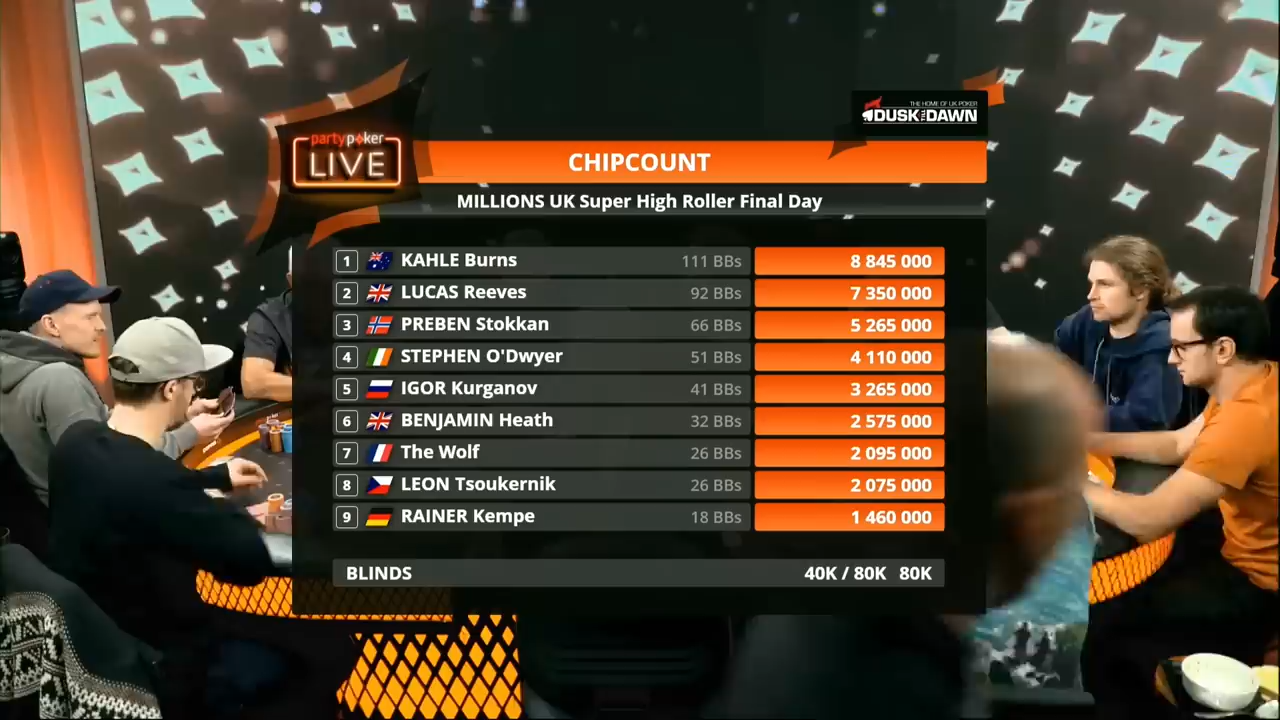 THE HOME OF UK POKER
DUSK TILL DAWN
partypoker
LIVE
CHIPCOUNT
MILLIONS UK Super High Roller Final Day
1 KAHLE Burns 111 BBs 8 845 000
2 LUCAS Reeves 92 BBs 7 350 000
3 PREBEN Stokkan 66 BBs 5 265 000
4 STEPHEN O'Dwyer 51 BBs 4 110 000
5 IGOR Kurganov 41 BBs 3 265 000
6 BENJAMIN Heath 32 BBs 2 575 000
7 The Wolf 26 BBs 2 095 000
8 LEON Tsoukernik 26 BBs 2 075 000
9 RAINER Kempe 18 BBs 1 460 000
BLINDS 40K / 80K 80K